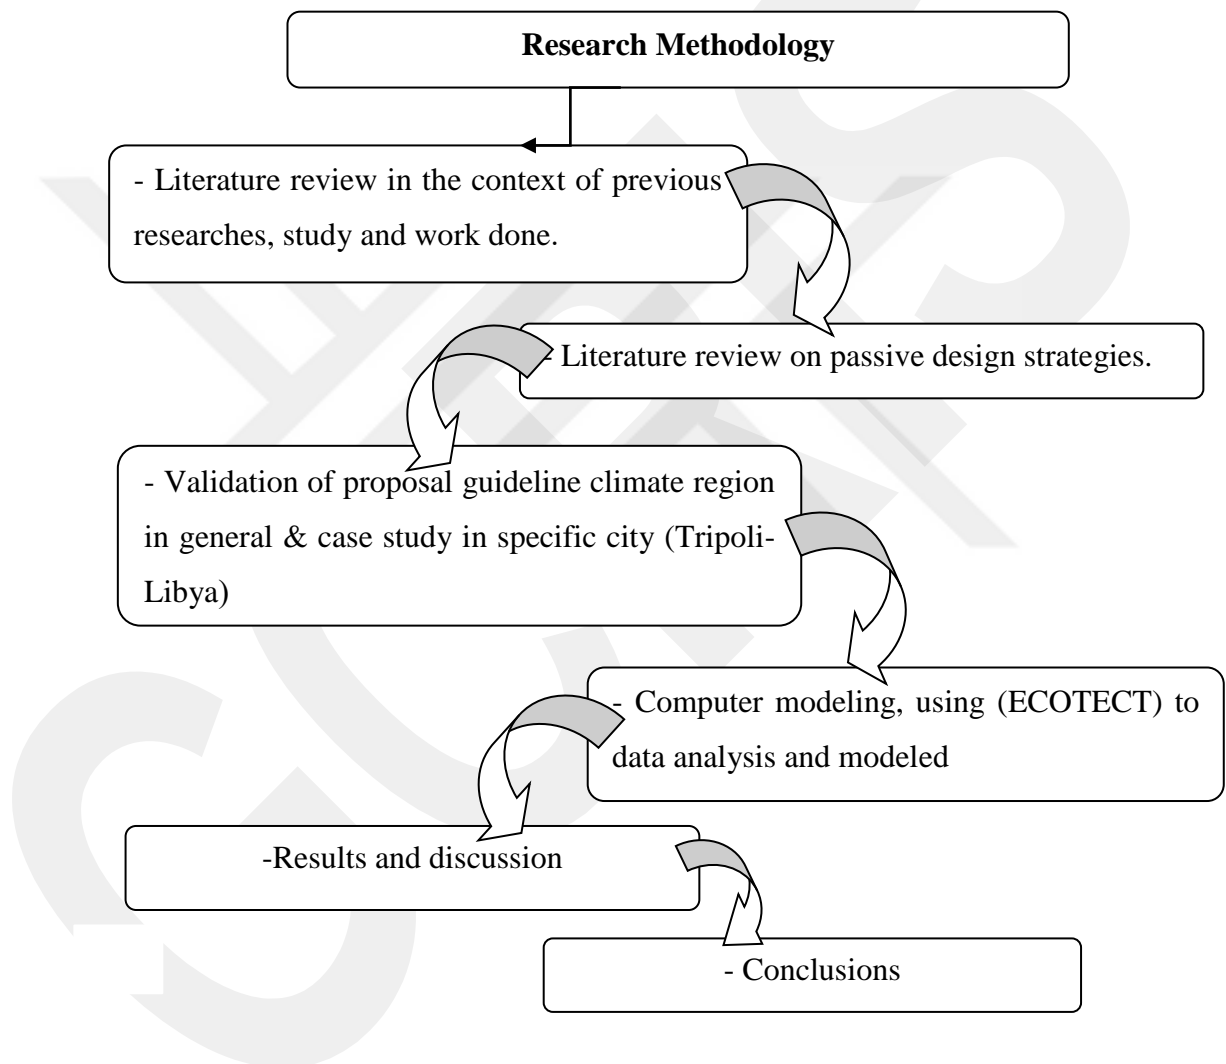 Research Methodology
- Literature review in the context of previous
researches, study and work done.
- Literature review on passive design strategies.
- Validation of proposal guideline climate region
in general & case study in specific city (Tripoli-
Libya)
- Computer modeling, using (ECOTECT) to
data analysis and modeled
-Results and discussion
- Conclusions